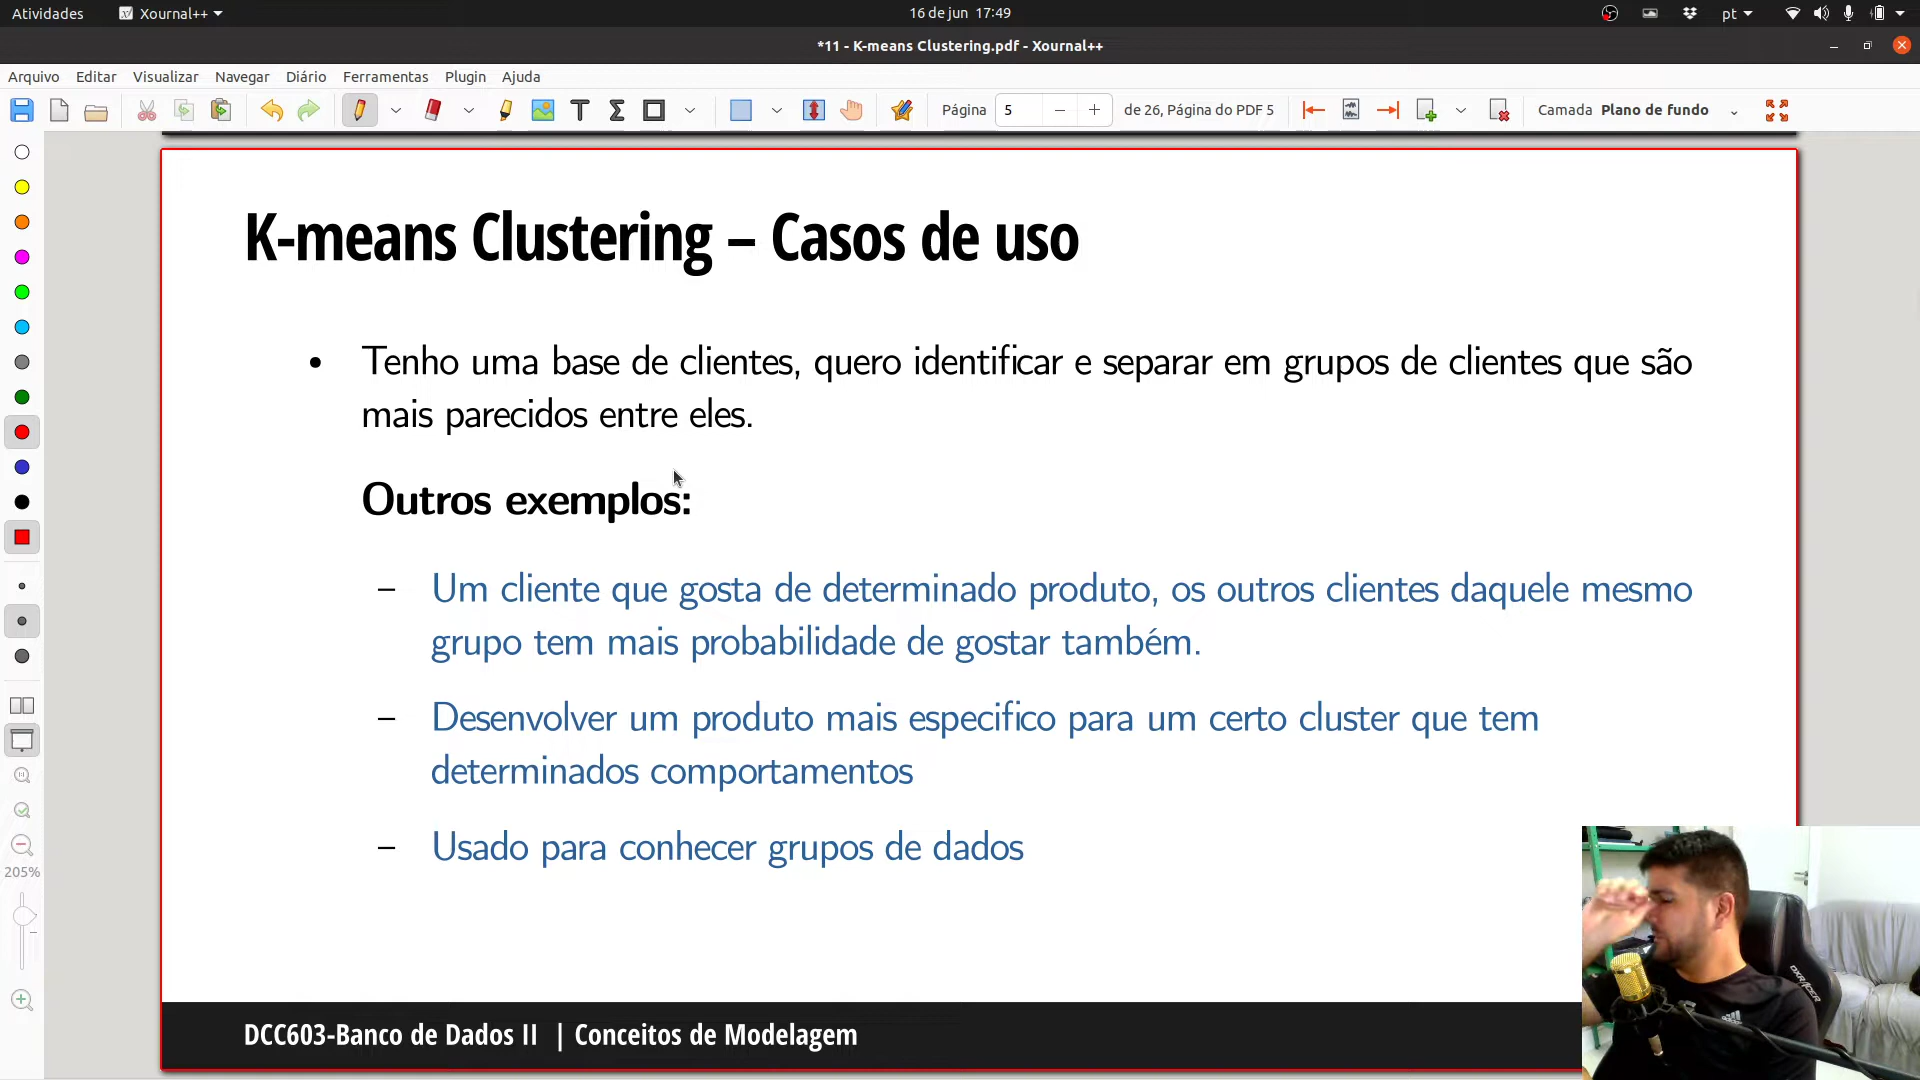 Atividades
Xournal++
16 de jun 17:49
pt
*11 - K-means Clustering.pdf - Xournal++
Arquivo Editar Visualizar Navegar Diário Ferramentas Plugin Ajuda
Página 5 de 26, Página do PDF 5
Camada Plano de fundo
K-means Clustering – Casos de uso
• Tenho uma base de clientes, quero identificar e separar em grupos de clientes que são
mais parecidos entre eles.
Outros exemplos:
– Um cliente que gosta de determinado produto, os outros clientes daquele mesmo
grupo tem mais probabilidade de gostar também.
– Desenvolver um produto mais especifico para um certo cluster que tem
determinados comportamentos
– Usado para conhecer grupos de dados
205%
DCC603-Banco de Dados II | Conceitos de Modelagem
DXRACER
adidas